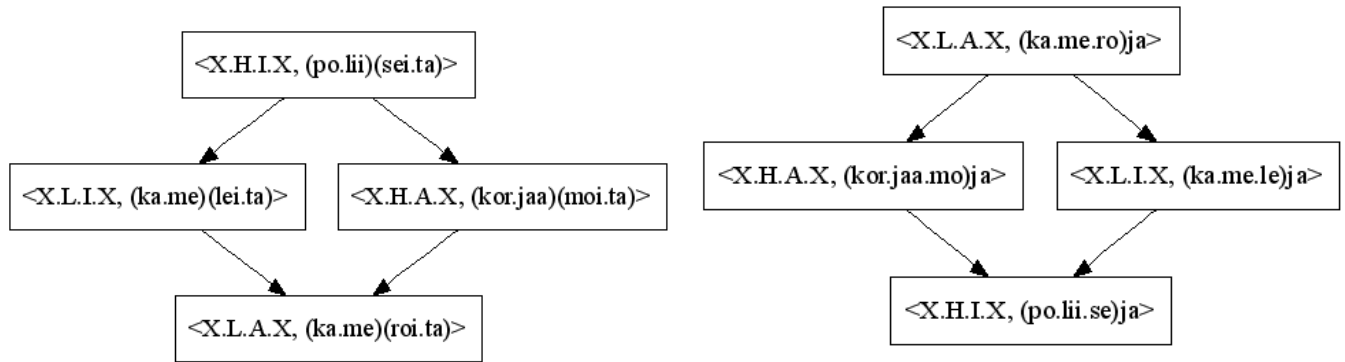 <X.H.I.X, (po.lii)(sei.ta)>
<X.L.I.X, (ka.me)(lei.ta)>
<X.H.A.X, (kor.jaa)(moi.ta)>
<X.L.A.X, (ka.me)(roi.ta)>
<X.L.A.X, (ka.me.ro)ja>
<X.H.A.X, (kor.jaa.mo)ja>
<X.L.I.X, (ka.me.le)ja>
<X.H.I.X, (po.lii.se)ja>